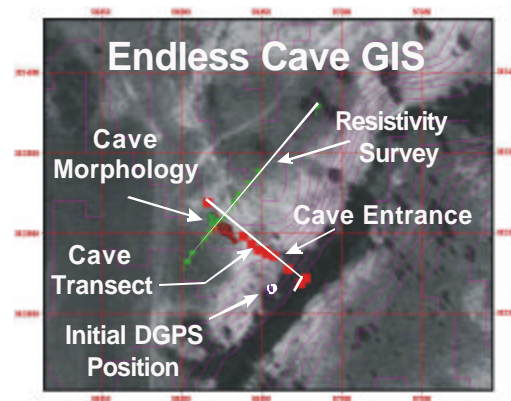 Endless Cave GIS
Cave
Morphology
Resistivity
Survey
Cave Entrance
Cave
Transect
Initial DGPS
Position